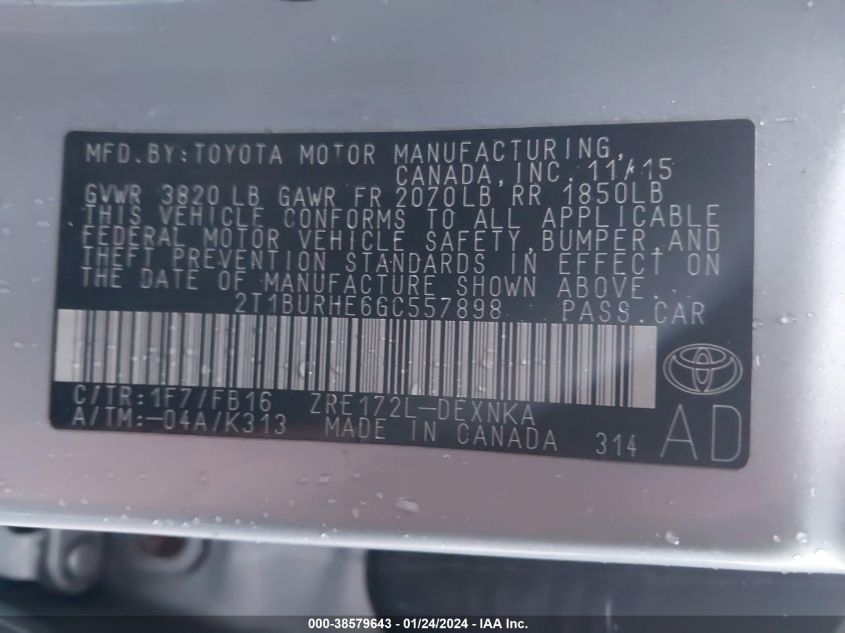 MFD.BY:TOYOTA MOTOR MANUFACTURING,
CANADA,INC. 11/15
GVWR 3820 LB GAWR FR 2070LB RR 1850LB
THIS VEHICLE CONFORMS TO ALL APPLICABLE
FEDERAL MOTOR VEHICLE SAFETY,BUMPER,AND
THEFT PREVENTION STANDARDS IN EFFECT ON
THE DATE OF MANUFACTURE SHOWN ABOVE.
2T1BURHE6GC557898 PASS.CAR
C/TR:1F7/FB16 ZRE172L-DEXNKA
A/TM:-04A/K313 MADE IN CANADA 314
AD
000-38579643 - 01/24/2024 - IAA Inc.